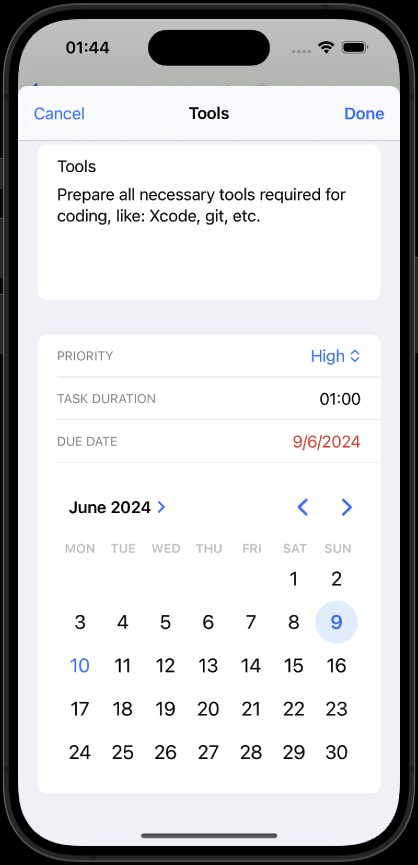 01:44
Cancel Tools Done
Tools
Prepare all necessary tools required for
coding, like: Xcode, git, etc.
PRIORITY High
TASK DURATION 01:00
DUE DATE 9/6/2024
June 2024
MON TUE WED THU FRI SAT SUN
1 2
3 4 5 6 7 8 9
10 11 12 13 14 15 16
17 18 19 20 21 22 23
24 25 26 27 28 29 30